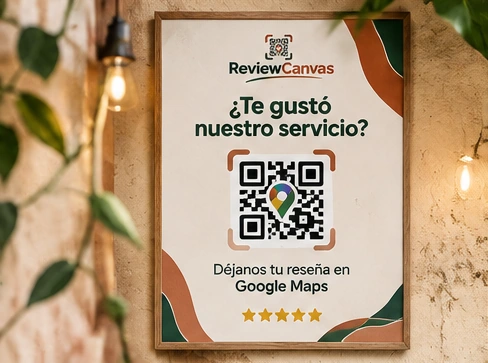 ReviewCanvas
¿Te gustó
nuestro servicio?
Déjanos tu reseña en
Google Maps